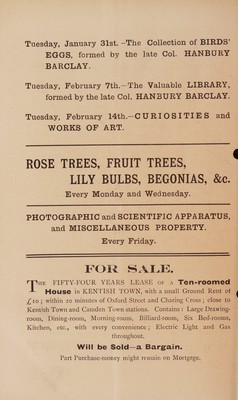 Tuesday, January 31st.—The Collection of BIRDS'
EGGS, formed by the late Col. HANBURY
BARCLAY.
Tuesday, February 7th.—The Valuable LIBRARY,
formed by the late Col. HANBURY BARCLAY.
Tuesday, February 14th.—CURIOSITIES and
WORKS OF ART.
ROSE TREES, FRUIT TREES,
LILY BULBS, BEGONIAS, &c.
Every Monday and Wednesday.
PHOTOGRAPHIC and SCIENTIFIC APPARATUS,
and MISCELLANEOUS PROPERTY.
Every Friday.
FOR SALE.
THE FIFTY-FOUR YEARS LEASE of a Ten-roomed
House in KENTISH TOWN, with a small Ground Rent of
£10; within 20 minutes of Oxford Street and Charing Cross; close to
Kentish Town and Camden Town stations. Contains: Large Drawing-
room, Dining-room, Morning-room, Billiard-room, Six Bed-rooms,
Kitchen, etc., with every convenience; Electric Light and Gas
throughout.
Will be Sold—a Bargain.
Part Purchase-money might remain on Mortgage.